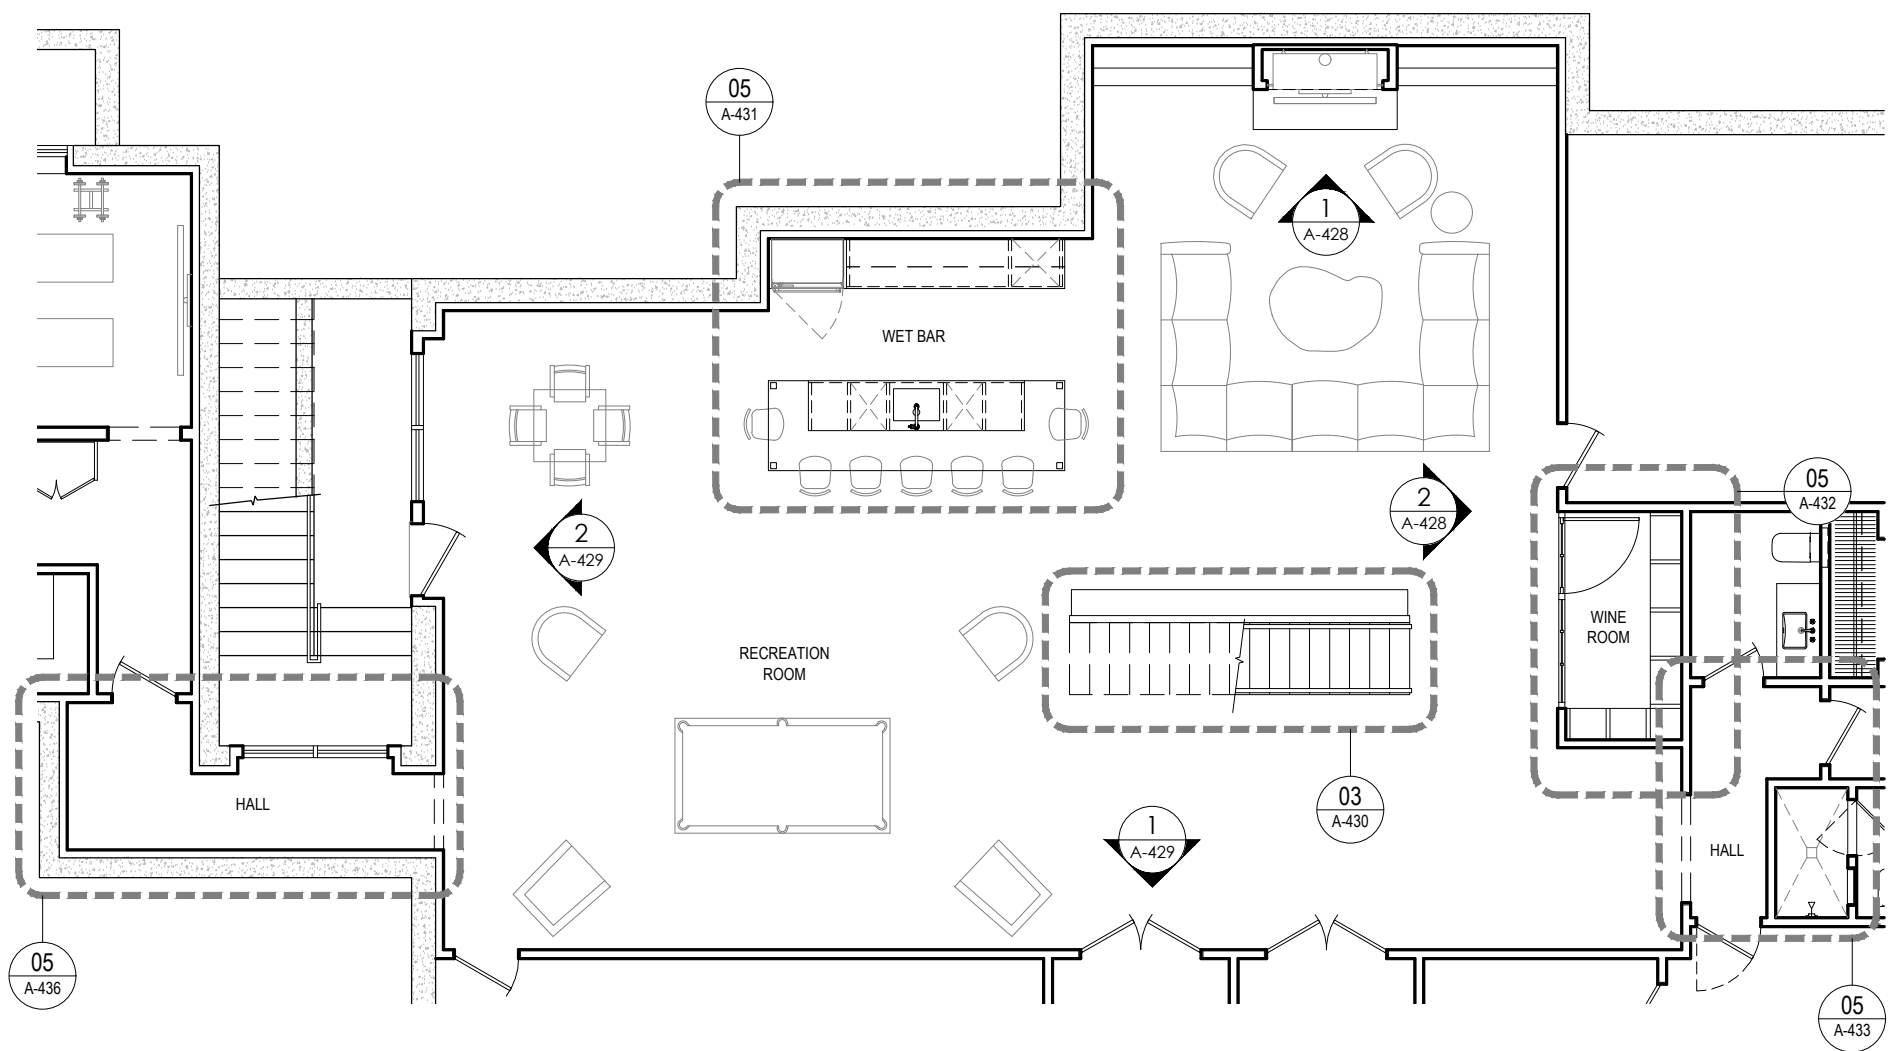 05
A-431
1
A-428
WET BAR
2
A-428
05
A-432
2
A-429
WINE
ROOM
RECREATION
ROOM
HALL
03
A-430
1
A-429
HALL
05
A-436
05
A-433